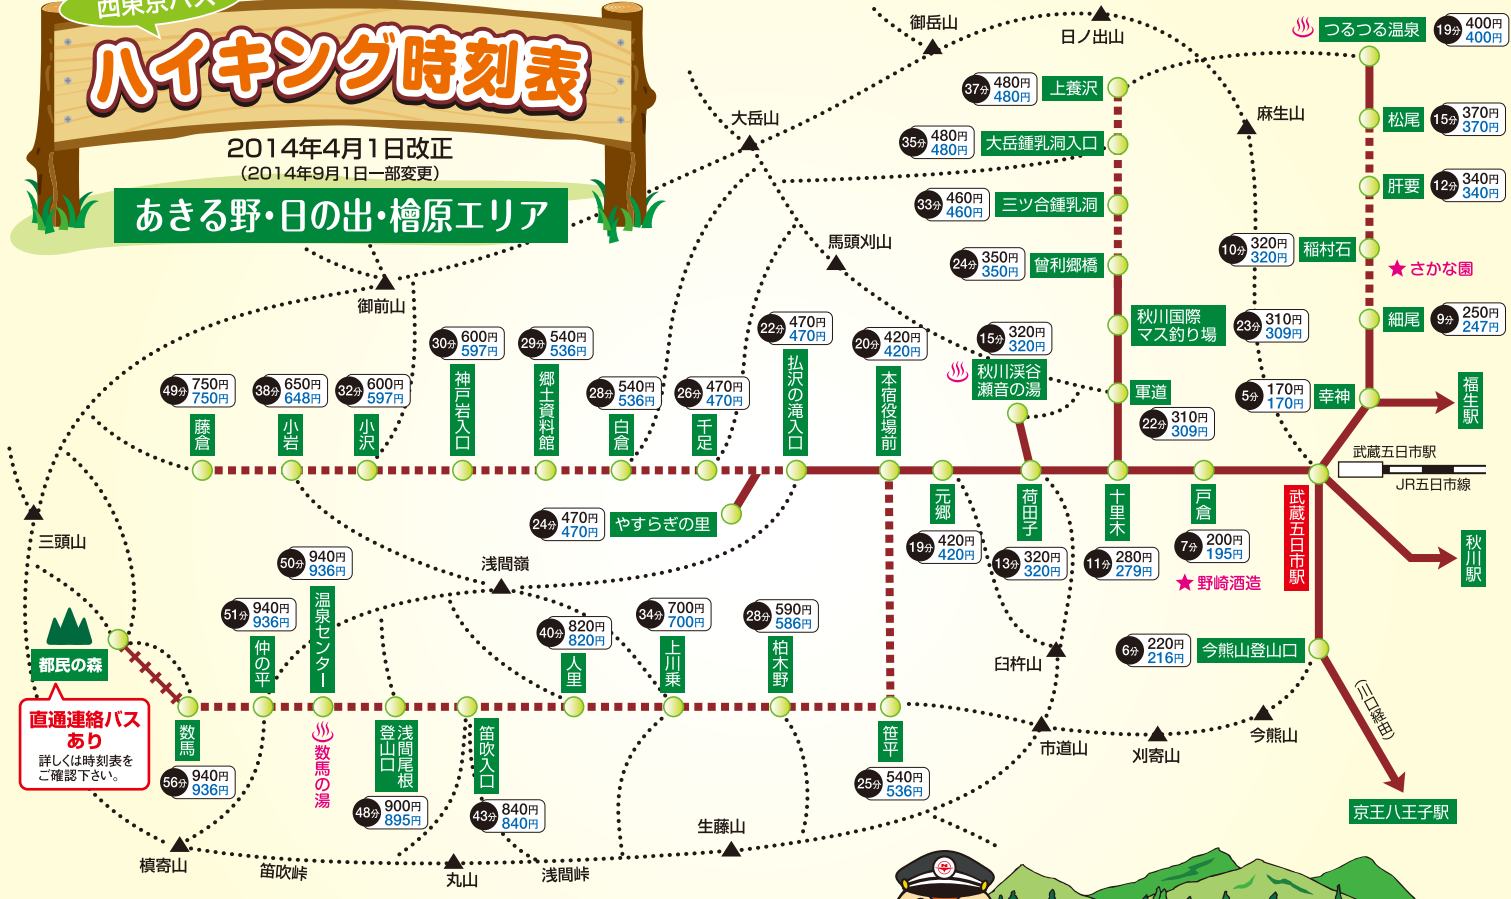 西東京バス
ハイキング時刻表
2014年4月1日改正
（2014年9月1日一部変更）
あきる野・日の出・檜原エリア
御岳山
日ノ出山
つるつる温泉
19分 400円 400円
上養沢
37分 480円 480円
大岳山
麻生山
松尾
15分 370円 370円
大岳鍾乳洞入口
35分 480円 480円
肝要
12分 340円 340円
三ツ合鍾乳洞
33分 460円 460円
馬頭刈山
稲村石
10分 320円 320円
曾利郷橋
24分 350円 350円
★さかな園
御前山
秋川国際
マス釣り場
23分 310円 309円
細尾
9分 250円 247円
軍道
22分 310円 309円
幸神
5分 170円 170円
福生駅
秋川渓谷
瀬音の湯
15分 320円 320円
藤倉
49分 750円 750円
小岩
38分 650円 648円
小沢
32分 600円 597円
神戸岩入口
30分 600円 597円
郷土資料館
29分 540円 536円
白倉
28分 540円 536円
千足
26分 470円 470円
払沢の滝入口
22分 470円 470円
本宿役場前
20分 420円 420円
武蔵五日市駅
JR五日市線
やすらぎの里
24分 470円 470円
元郷
19分 420円 420円
荷田子
13分 320円 320円
十里木
11分 280円 279円
戸倉
7分 200円 195円
★野崎酒造
武蔵五日市駅
秋川駅
三頭山
浅間嶺
臼杵山
今熊山登山口
6分 220円 216円
（川口経由）
京王八王子駅
都民の森
直通連絡バス
あり
詳しくは時刻表を
ご確認下さい。
数馬
56分 940円 936円
仲の平
51分 940円 936円
温泉センター
50分 940円 936円
数馬の湯
浅間尾根
登山口
48分 900円 895円
笛吹入口
43分 840円 840円
人里
40分 820円 820円
上川乗
34分 700円 700円
柏木野
28分 590円 586円
笹平
25分 540円 536円
市道山
刈寄山
今熊山
槙寄山
笛吹峠
丸山
浅間峠
生藤山